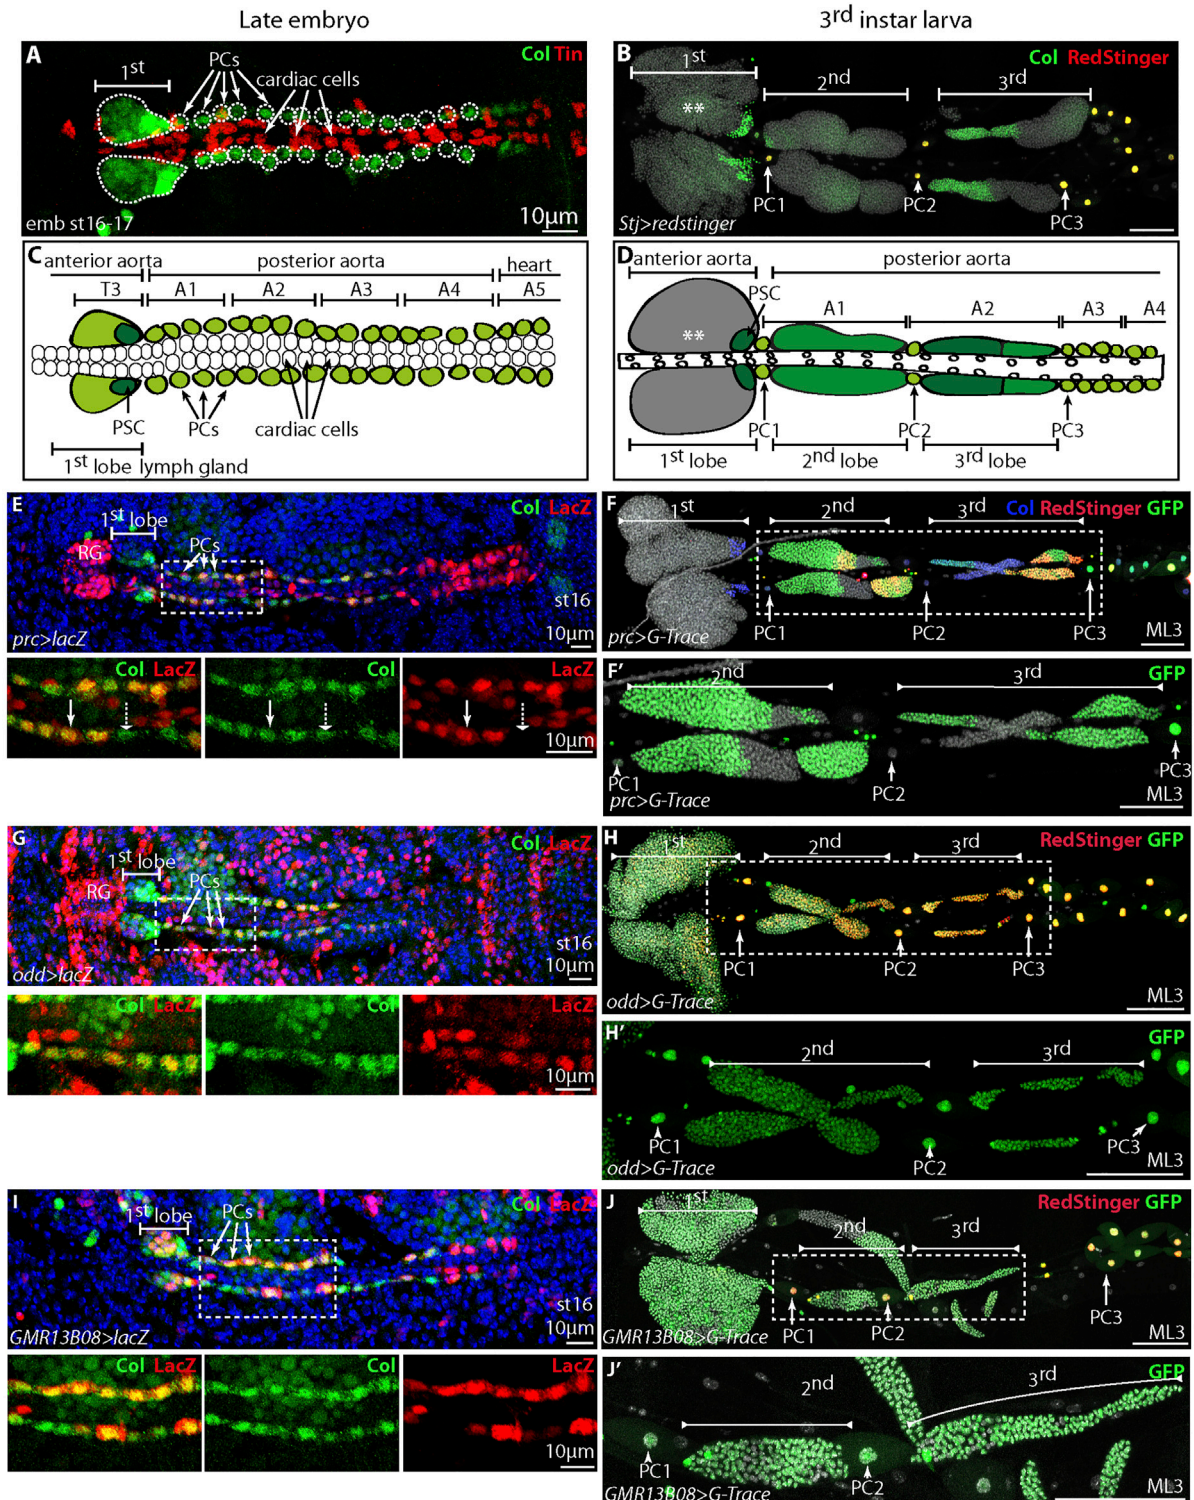 Late embryo
3rd instar larva
A
Col Tin
1st
PCs
cardiac cells
emb st16-17
10µm
B
Col RedStinger
1st
2nd
3rd
**
PC1
PC2
PC3
Stj>redstinger
C
anterior aorta
posterior aorta
heart
T3
A1
A2
A3
A4
A5
PSC
PCs
cardiac cells
1st lobe lymph gland
D
anterior aorta
posterior aorta
PSC
A1
A2
A3
A4
**
PC1
PC2
PC3
1st lobe
2nd lobe
3rd lobe
E
Col LacZ
1st lobe
RG
PCs
st16
prc>lacZ
10µm
Col LacZ
Col
LacZ
10µm
F
Col RedStinger GFP
1st
2nd
3rd
PC1
PC2
PC3
prc>G-Trace
ML3
F'
GFP
2nd
3rd
PC1
PC2
PC3
prc>G-Trace
ML3
G
Col LacZ
1st lobe
RG
PCs
st16
odd>lacZ
10µm
Col LacZ
Col
LacZ
10µm
H
RedStinger GFP
1st
2nd
3rd
PC1
PC2
PC3
odd>G-Trace
ML3
H'
GFP
2nd
3rd
PC1
PC2
PC3
odd>G-Trace
ML3
I
Col LacZ
1st lobe
PCs
st16
GMR13B08>lacZ
10µm
Col LacZ
Col
LacZ
10µm
J
RedStinger GFP
1st
2nd
3rd
PC1
PC2
PC3
GMR13B08>G-Trace
ML3
J'
GFP
2nd
3rd
PC1
PC2
GMR13B08>G-Trace
ML3